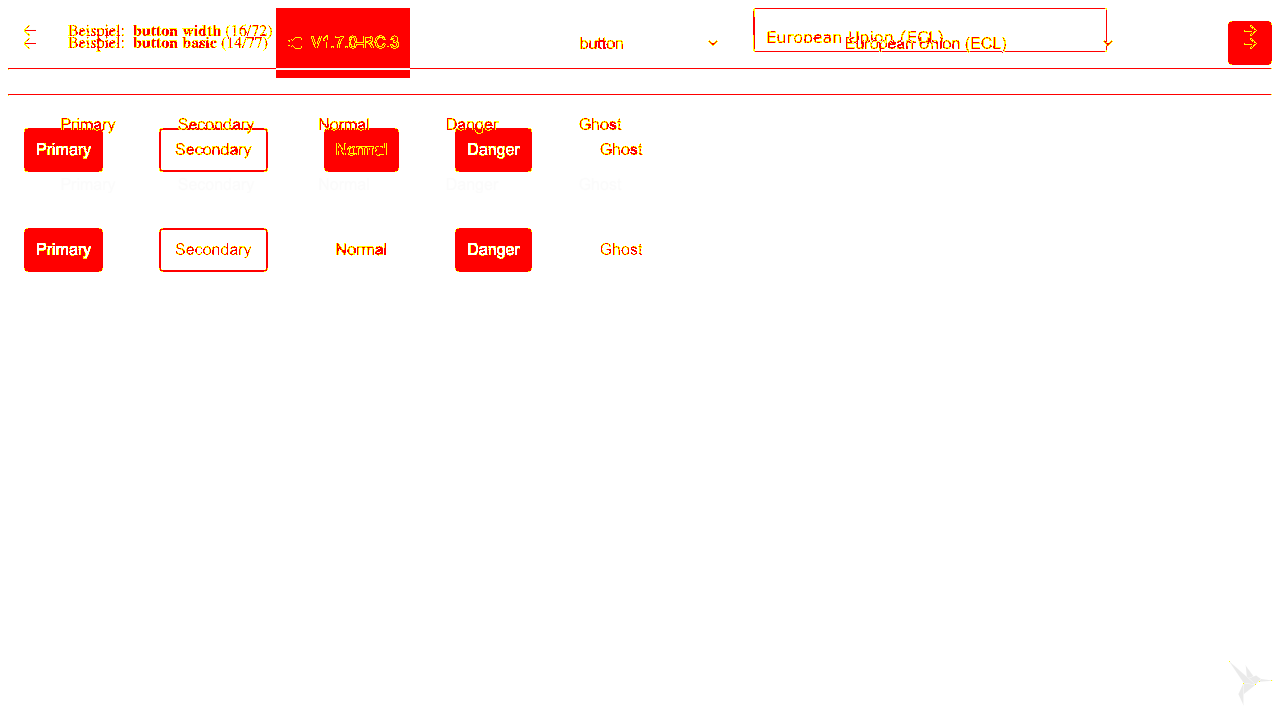 Beispiel: button width (16/72)
Beispiel: button basic (14/77)
V1.7.0-RC.3
button
European Union (ECL)
European Union (ECL)
Primary Secondary Normal Danger Ghost
Primary Secondary Normal Danger Ghost
Primary Secondary Normal Danger Ghost
Primary Secondary Normal Danger Ghost